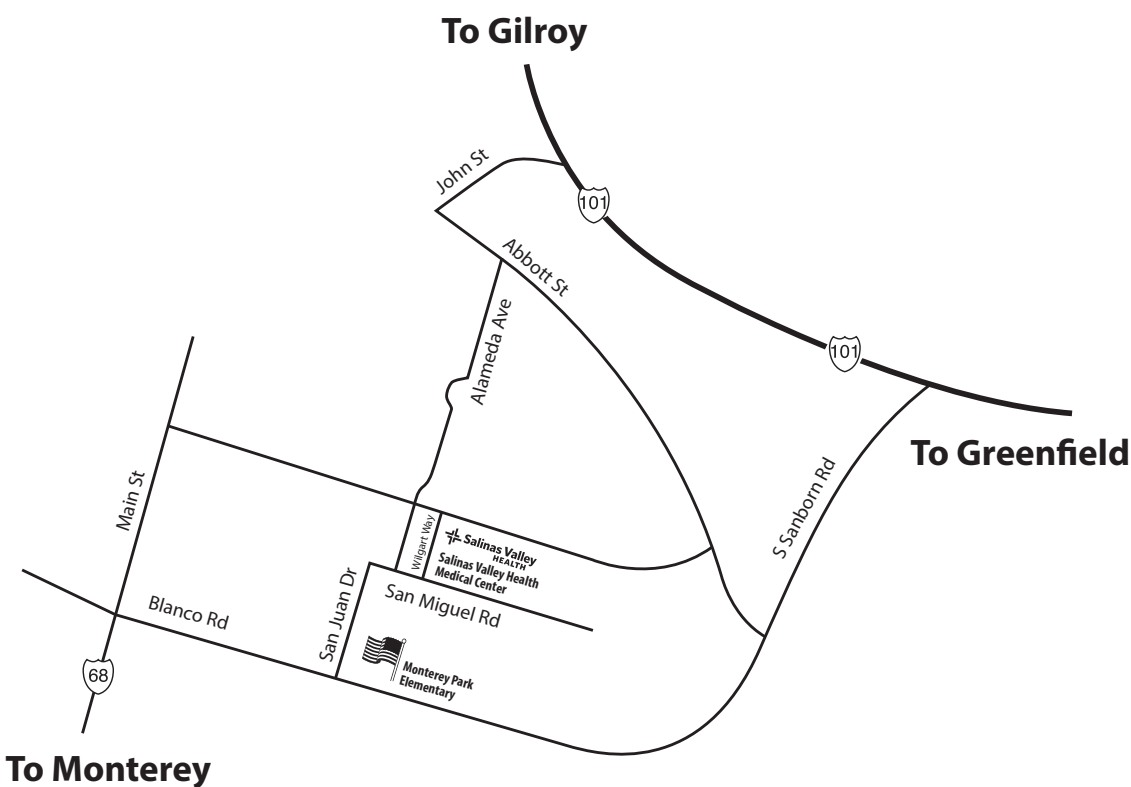 To Gilroy
John St
101
Abbott St
Alameda Ave
101
To Greenfield
Main St
S Sanborn Rd
Wilgart Way
Salinas Valley
HEALTH
Salinas Valley Health
Medical Center
San Juan Dr
San Miguel Rd
Blanco Rd
Monterey Park
Elementary
68
To Monterey